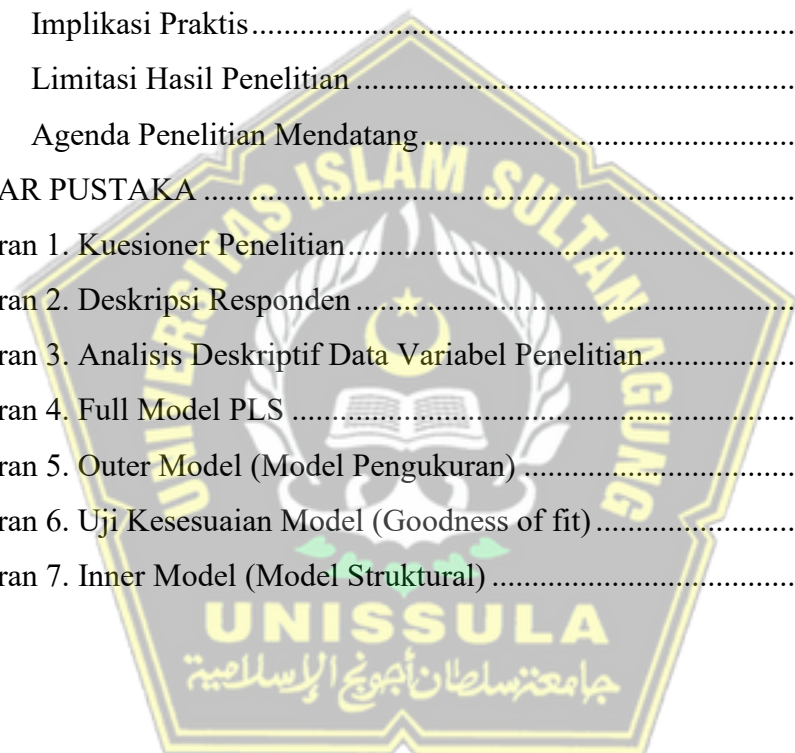 Implikasi Praktis........................................................................
Limitasi Hasil Penelitian........................................................................
Agenda Penelitian Mendatang........................................................................
AR PUSTAKA........................................................................
ran 1. Kuesioner Penelitian........................................................................
ran 2. Deskripsi Responden........................................................................
ran 3. Analisis Deskriptif Data Variabel Penelitian........................................................................
ran 4. Full Model PLS........................................................................
ran 5. Outer Model (Model Pengukuran)........................................................................
ran 6. Uji Kesesuaian Model (Goodness of fit)........................................................................
ran 7. Inner Model (Model Struktural)........................................................................
UNIVERSITAS ISLAM SULTAN AGUNG
UNISSULA
جامعتسلطان أجونج الإسلامية